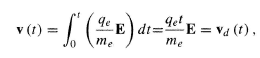 v (t) = ∫₀ᵗ (qₑ/mₑ E) dt = qₑt/mₑ E = v_d (t) ,